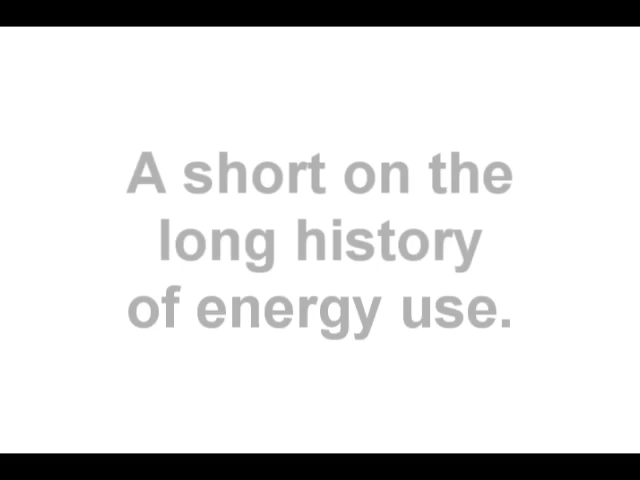 A short on the
long history
of energy use.